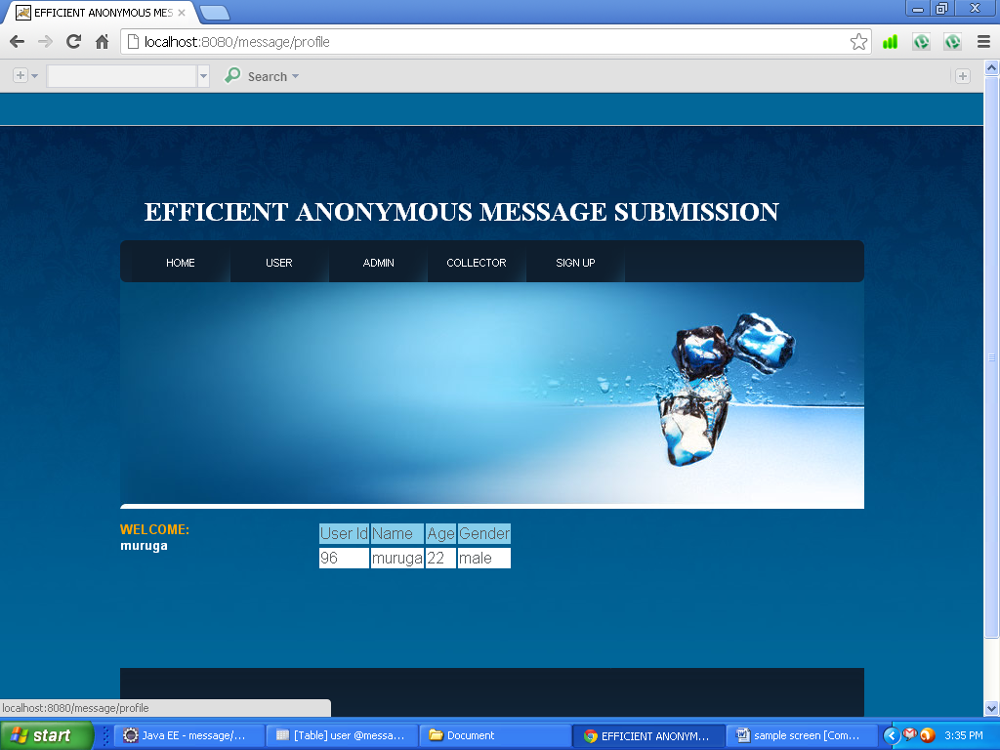 EFFICIENT ANONYMOUS MES
localhost:8080/message/profile
Search
EFFICIENT ANONYMOUS MESSAGE SUBMISSION
HOME USER ADMIN COLLECTOR SIGN UP
WELCOME:
muruga
User Id Name Age Gender
96 muruga 22 male
localhost:8080/message/profile
start Java EE - message/... [Table] user @messa... Document EFFICIENT ANONYM... sample screen [Com... 3:35 PM